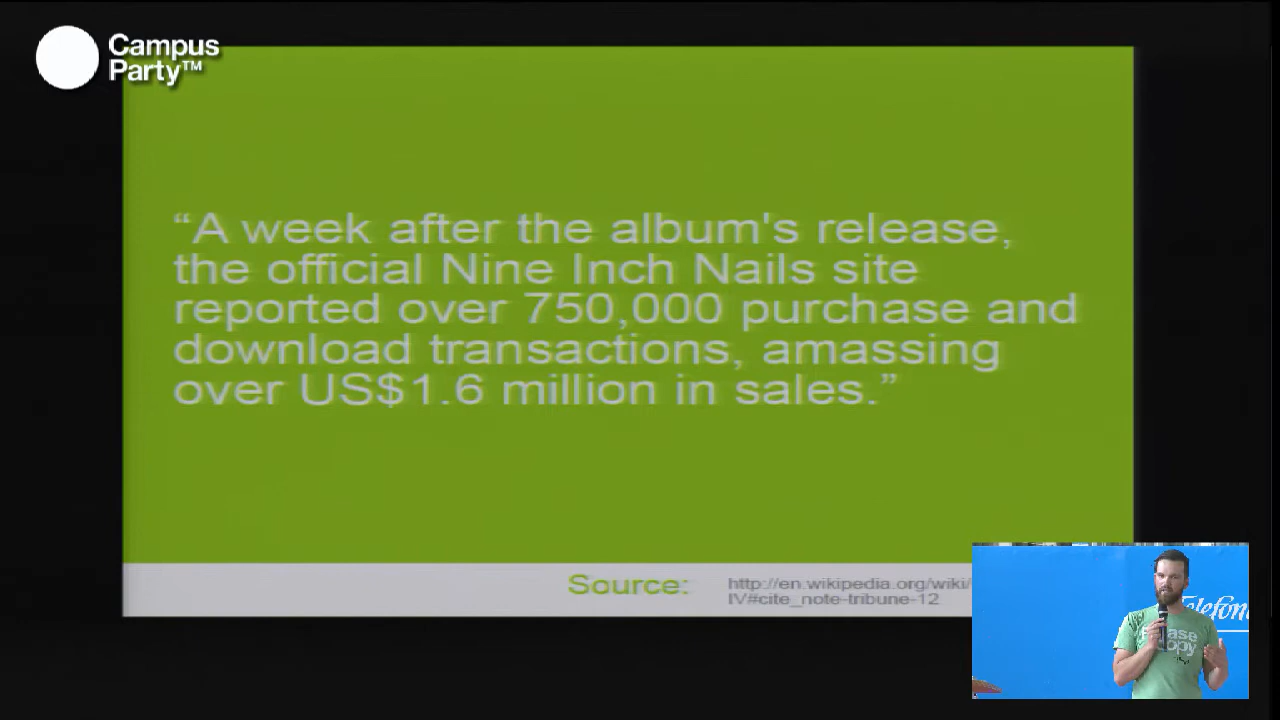 Campus
Party™
“A week after the album's release,
the official Nine Inch Nails site
reported over 750,000 purchase and
download transactions, amassing
over US$1.6 million in sales.”
Source:
http://en.wikipedia.org/wiki/
IV#cite_note-tribune-12